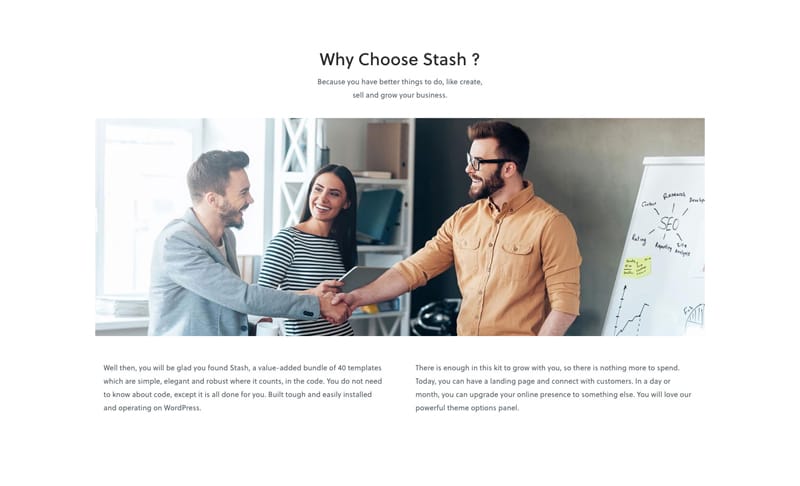 Why Choose Stash ?
Because you have better things to do, like create,
sell and grow your business.
Research
Content
SEO
Rating
Reporting
Analysis
Well then, you will be glad you found Stash, a value-added bundle of 40 templates
which are simple, elegant and robust where it counts, in the code. You do not need
to know about code, except it is all done for you. Built tough and easily installed
and operating on WordPress.
There is enough in this kit to grow with you, so there is nothing more to spend.
Today, you can have a landing page and connect with customers. In a day or
month, you can upgrade your online presence to something else. You will love our
powerful theme options panel.